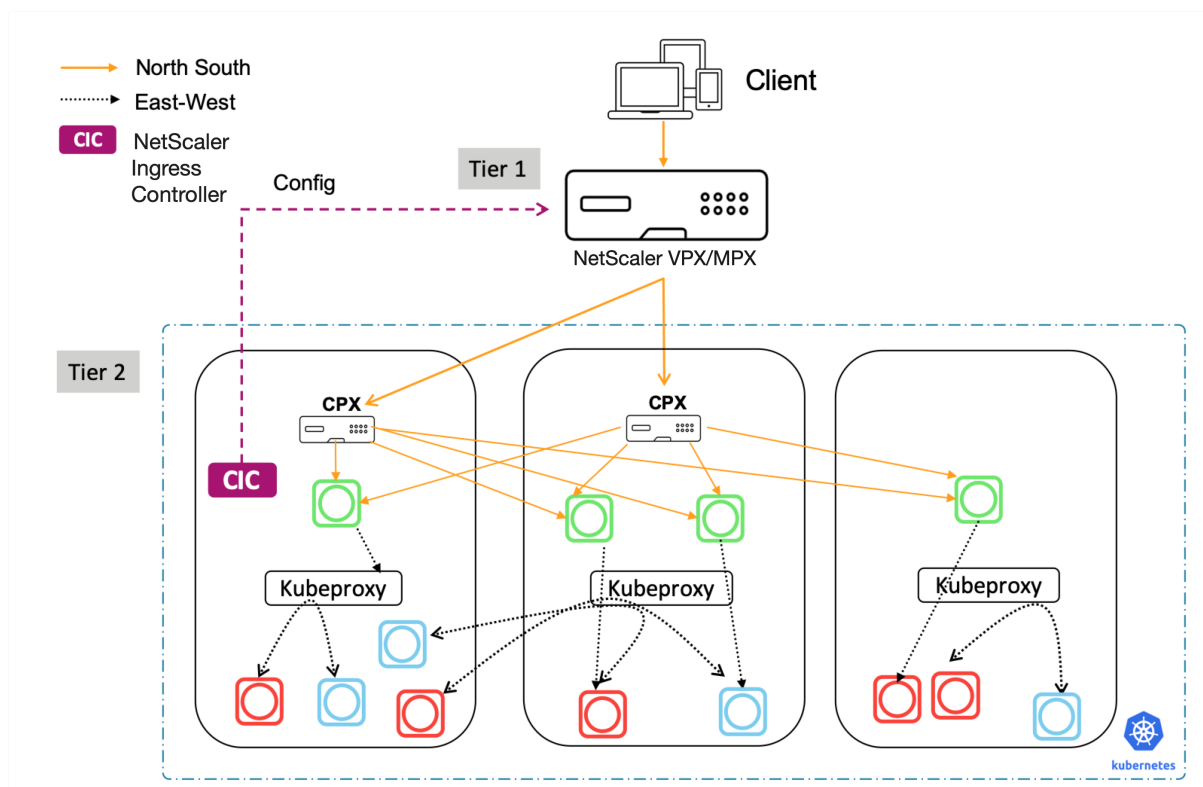 North South
Client
East-West
CIC
NetScaler
Ingress
Controller
Tier 1
Config
NetScaler VPX/MPX
Tier 2
CPX
CPX
CIC
Kubeproxy
Kubeproxy
Kubeproxy
kubernetes